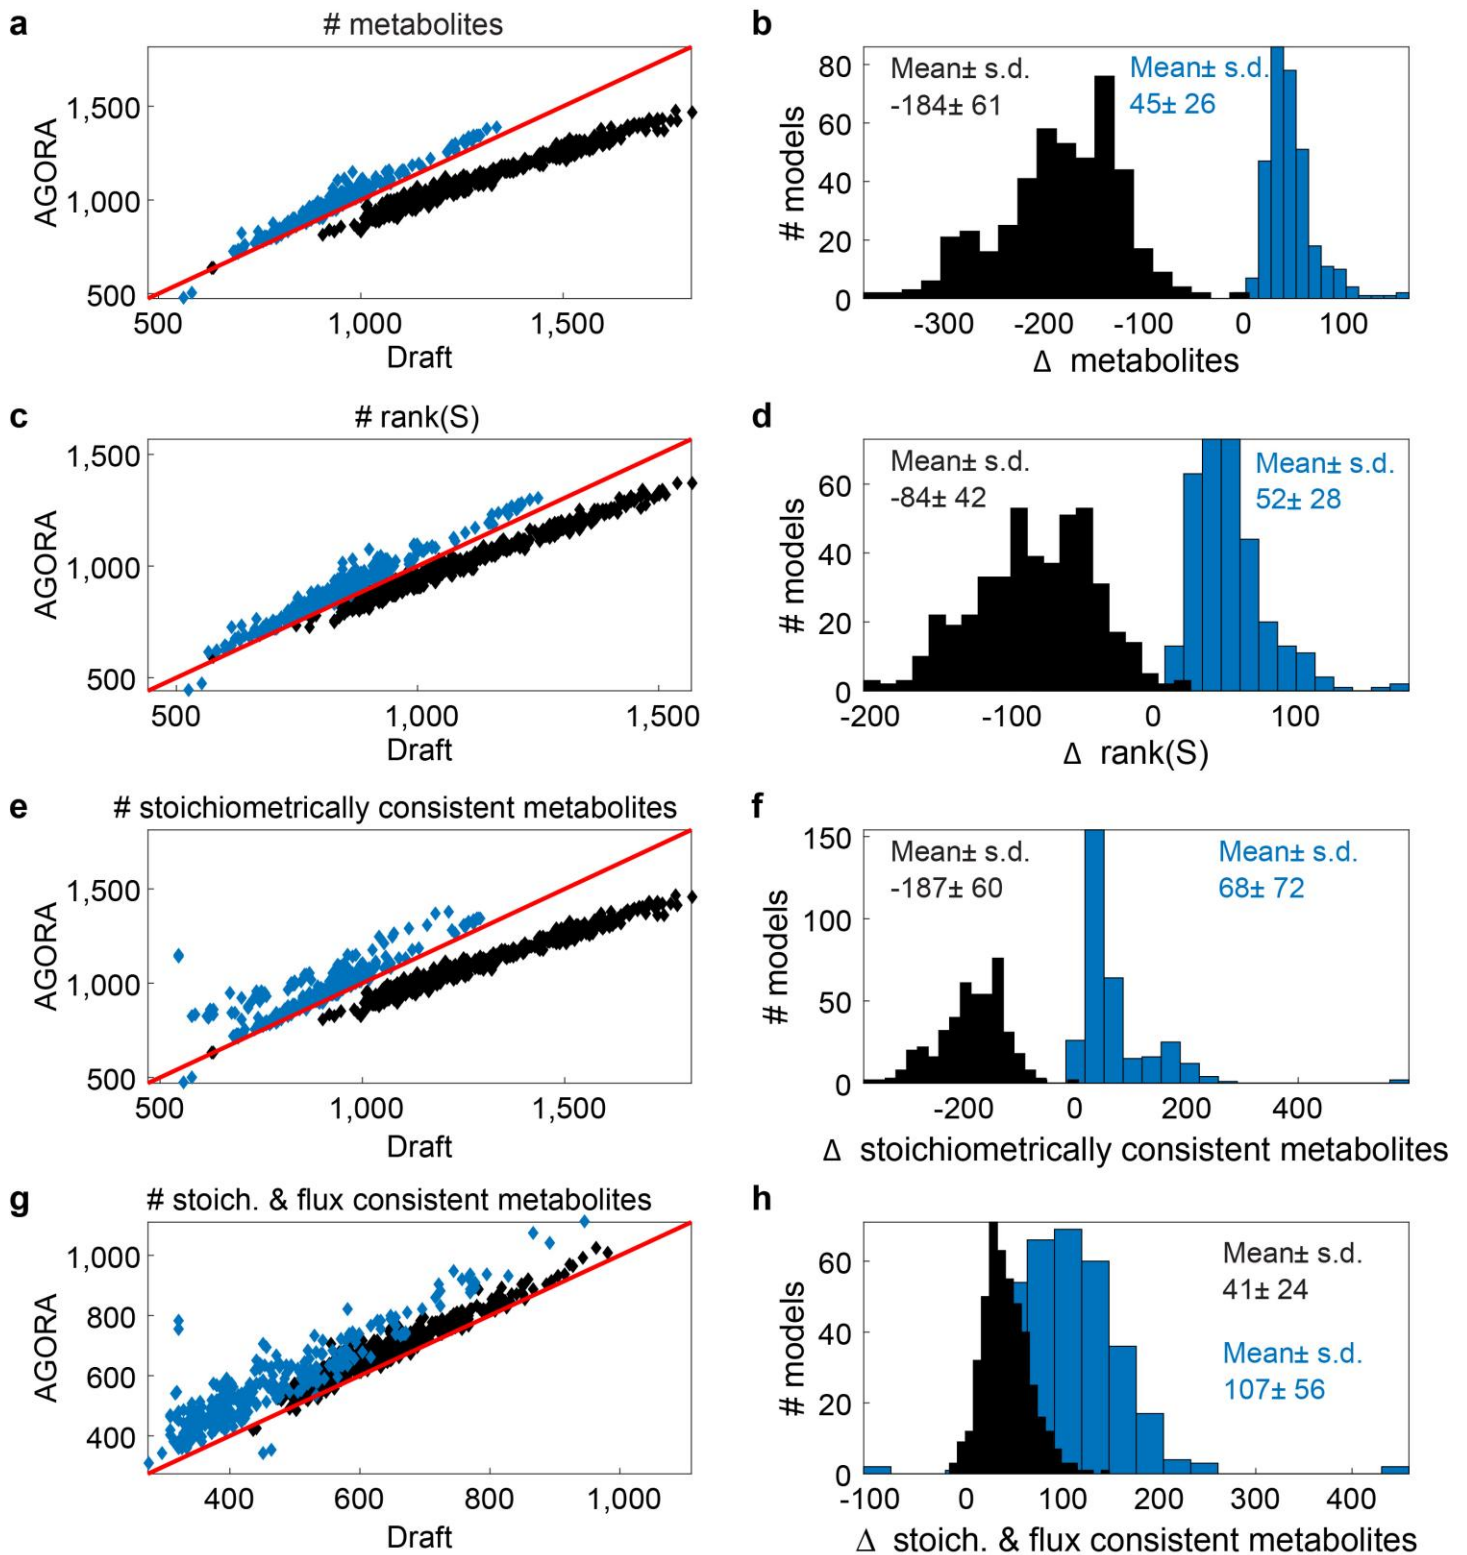 a
# metabolites
1,500
1,000
500
AGORA
500 1,000 1,500
Draft
b
80
60
40
20
0
# models
Mean± s.d.
-184± 61
Mean± s.d.
45± 26
-300 -200 -100 0 100
Δ metabolites
c
# rank(S)
1,500
1,000
500
AGORA
500 1,000 1,500
Draft
d
60
40
20
0
# models
Mean± s.d.
-84± 42
Mean± s.d.
52± 28
-200 -100 0 100
Δ rank(S)
e
# stoichiometrically consistent metabolites
1,500
1,000
500
AGORA
500 1,000 1,500
Draft
f
150
100
50
0
# models
Mean± s.d.
-187± 60
Mean± s.d.
68± 72
-200 0 200 400
Δ stoichiometrically consistent metabolites
g
# stoich. & flux consistent metabolites
1,000
800
600
400
AGORA
400 600 800 1,000
Draft
h
60
40
20
0
# models
Mean± s.d.
41± 24
Mean± s.d.
107± 56
-100 0 100 200 300 400
Δ stoich. & flux consistent metabolites